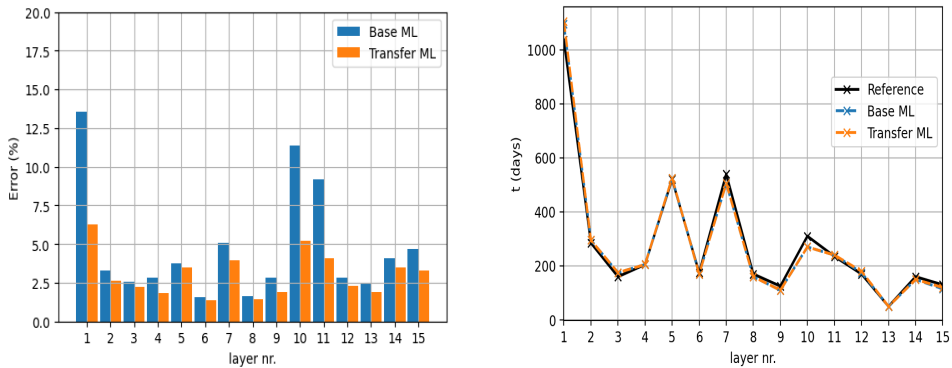 20.0
17.5
15.0
12.5
10.0
7.5
5.0
2.5
0.0
Error (%)
Base ML
Transfer ML
1 2 3 4 5 6 7 8 9 10 11 12 13 14 15
layer nr.
1000
800
600
400
200
0
t (days)
Reference
Base ML
Transfer ML
1 2 3 4 5 6 7 8 9 10 11 12 13 14 15
layer nr.